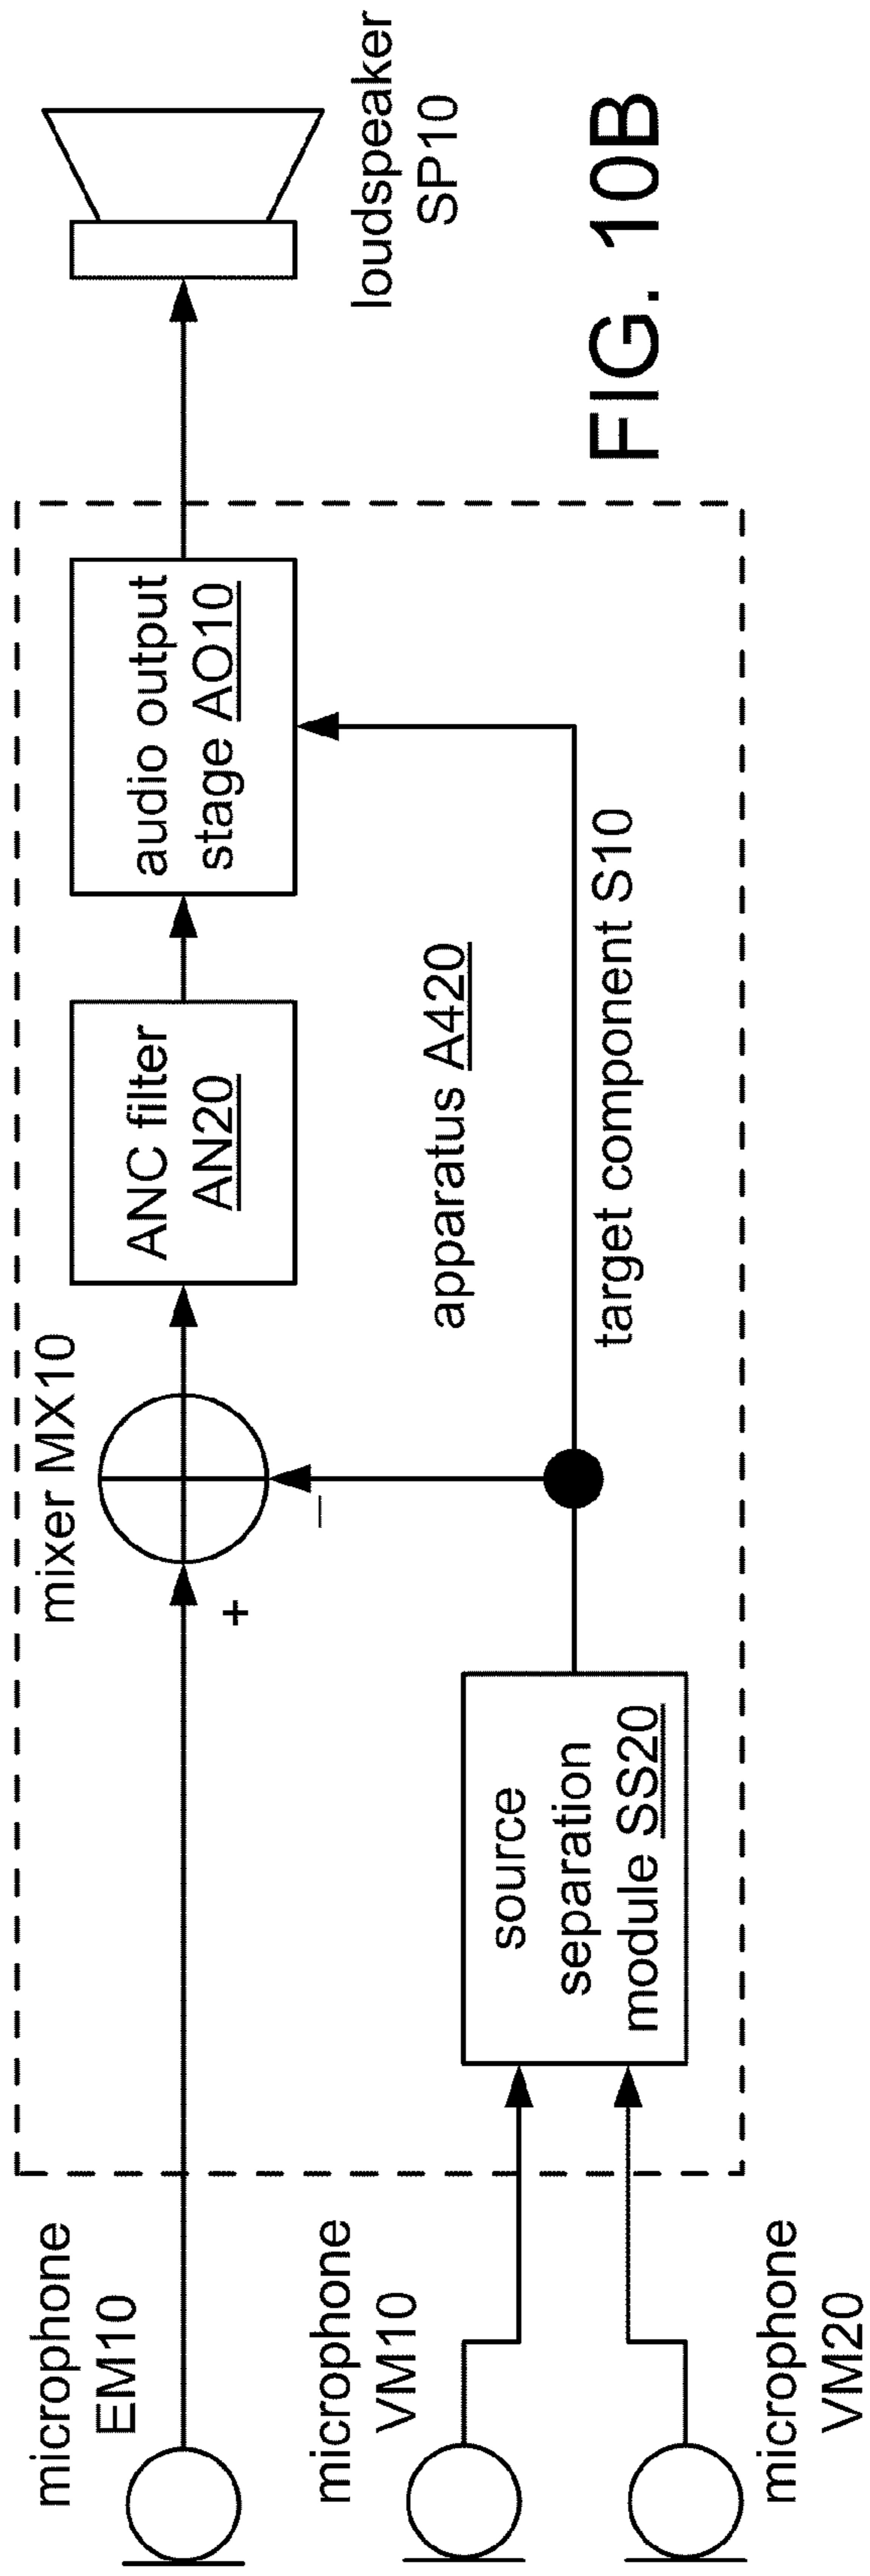 microphone
EM10
microphone
VM10
microphone
VM20
mixer MX10
+
–
source
separation
module SS20
ANC filter
AN20
apparatus A420
target component S10
audio output
stage AO10
loudspeaker
SP10
FIG. 10B